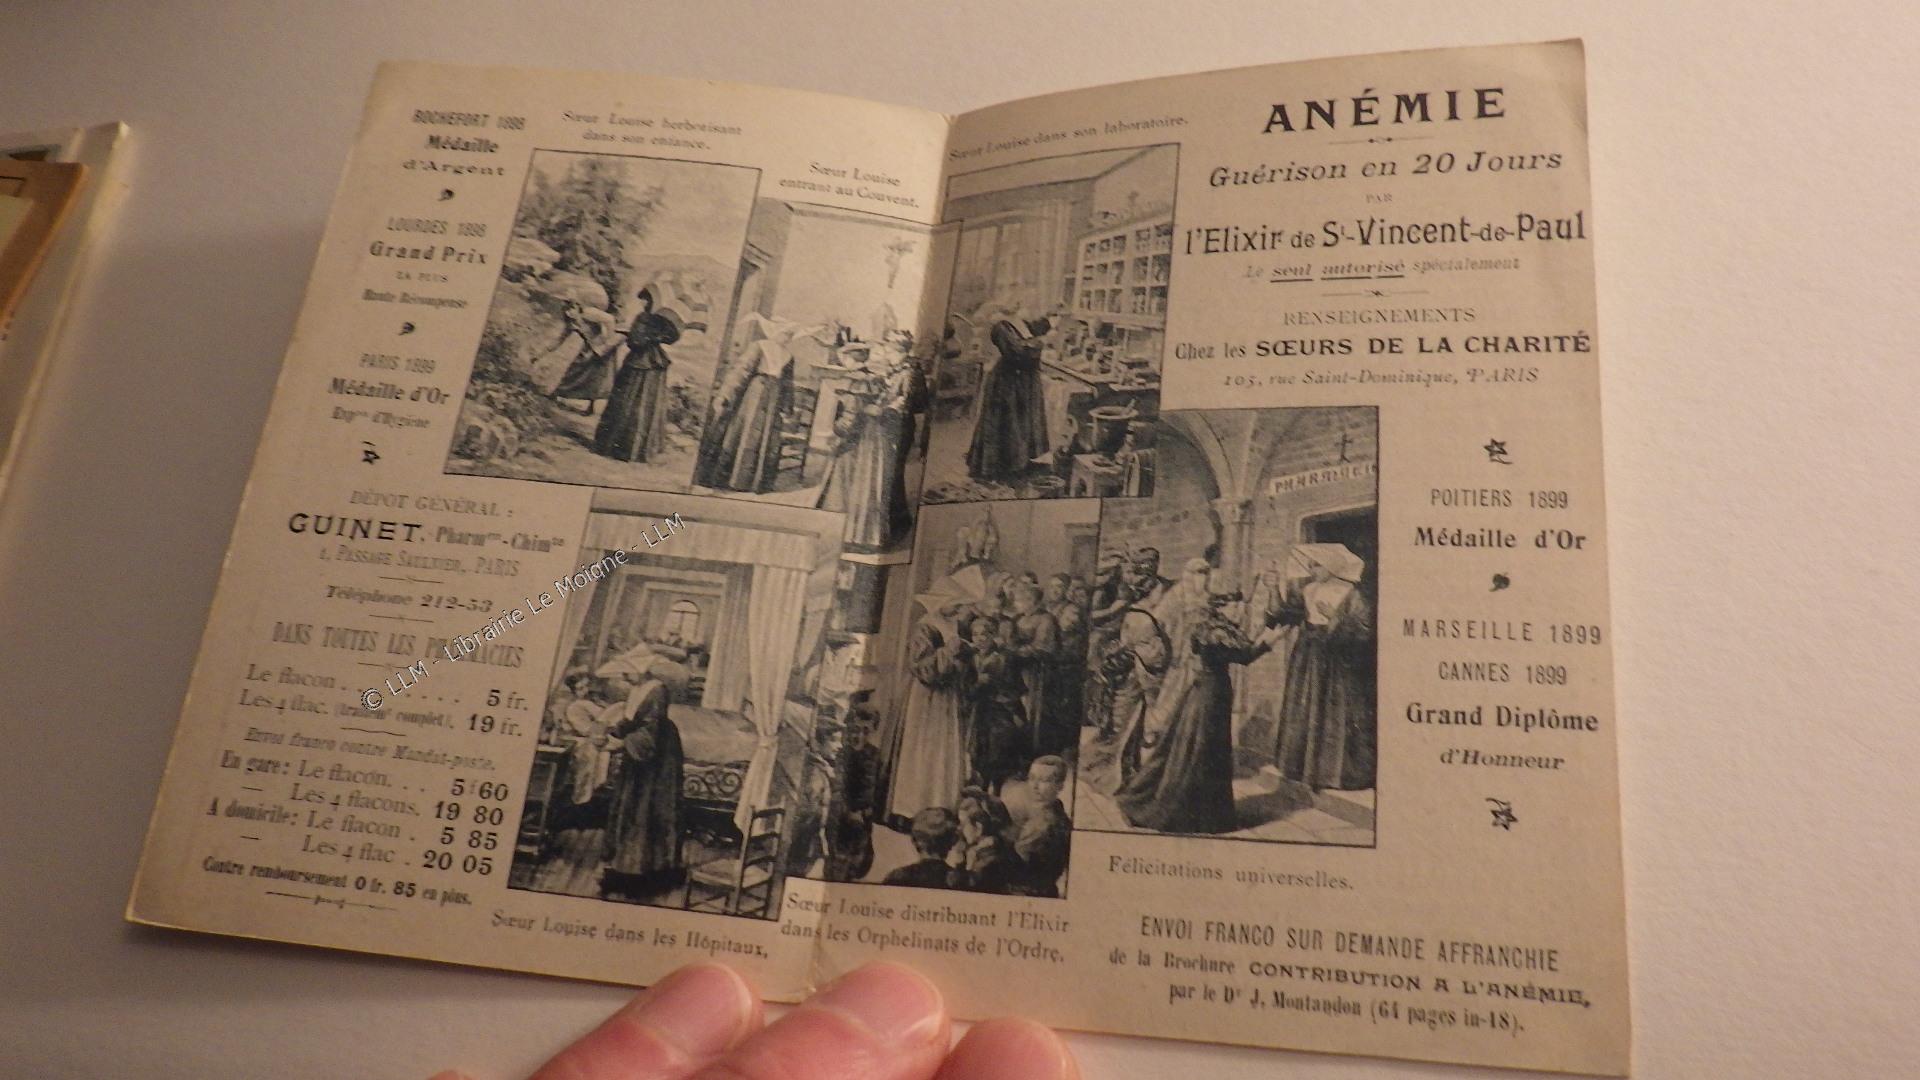 ROCHEFORT 1898
Médaille
d'Argent
LOURDES 1898
Grand Prix
LA PLUS
Haute Récompense
PARIS 1899
Médaille d'Or
Expon d'Hygiène
DÉPOT GÉNÉRAL :
GUINET, Pharmen-Chimte
1, PASSAGE SAULNIER, PARIS
Téléphone 212-53
DANS TOUTES LES PHARMACIES
Le flacon . . . . . . . 5 fr.
Les 4 flac. (traitemt complet). 19 fr.
Envoi franco contre Mandat-poste.
En gare: Le flacon. . . 5 f 60
— Les 4 flacons. 19 80
A domicile: Le flacon . 5 85
— Les 4 flac . 20 05
Contre remboursement 0 fr. 85 en plus.
Sœur Louise herborisant
dans son enfance.
Sœur Louise
entrant au Couvent.
Sœur Louise dans son laboratoire.
Sœur Louise dans les Hôpitaux.
Sœur Louise distribuant l'Elixir
dans les Orphelinats de l'Ordre.
ANÉMIE
Guérison en 20 Jours
PAR
l'Elixir de St-Vincent-de-Paul
Le seul autorisé spécialement
RENSEIGNEMENTS
Chez les SŒURS DE LA CHARITÉ
105, rue Saint-Dominique, PARIS
PHARMACIE
POITIERS 1899
Médaille d'Or
MARSEILLE 1899
CANNES 1899
Grand Diplôme
d'Honneur
Félicitations universelles.
ENVOI FRANCO SUR DEMANDE AFFRANCHIE
de la Brochure CONTRIBUTION A L'ANÉMIE,
par le Dr J. Montandon (64 pages in-18).
© LLM - Librairie Le Moigne - LLM